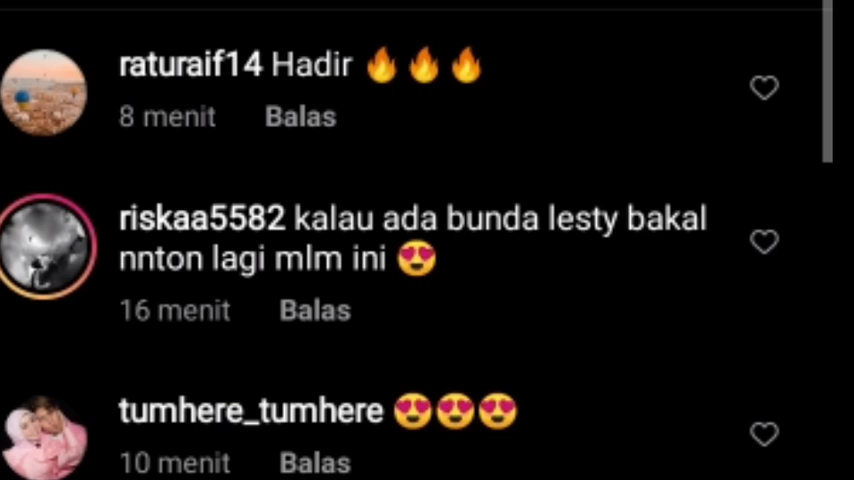 raturaif14 Hadir 🔥🔥🔥
8 menit Balas
riskaa5582 kalau ada bunda lesty bakal
nnton lagi mlm ini 😍
16 menit Balas
tumhere_tumhere 😍😍😍
10 menit Balas